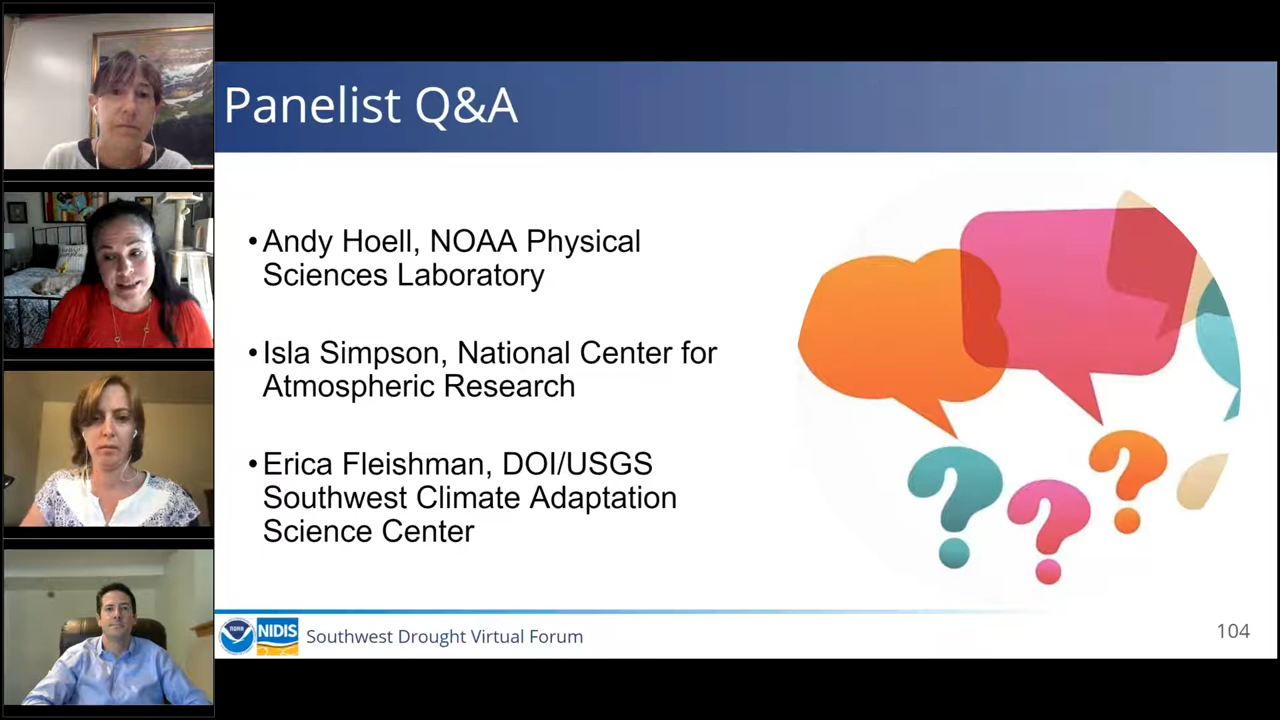 Panelist Q&A
• Andy Hoell, NOAA Physical
Sciences Laboratory
• Isla Simpson, National Center for
Atmospheric Research
• Erica Fleishman, DOI/USGS
Southwest Climate Adaptation
Science Center
NOAA
NIDIS
Southwest Drought Virtual Forum
104